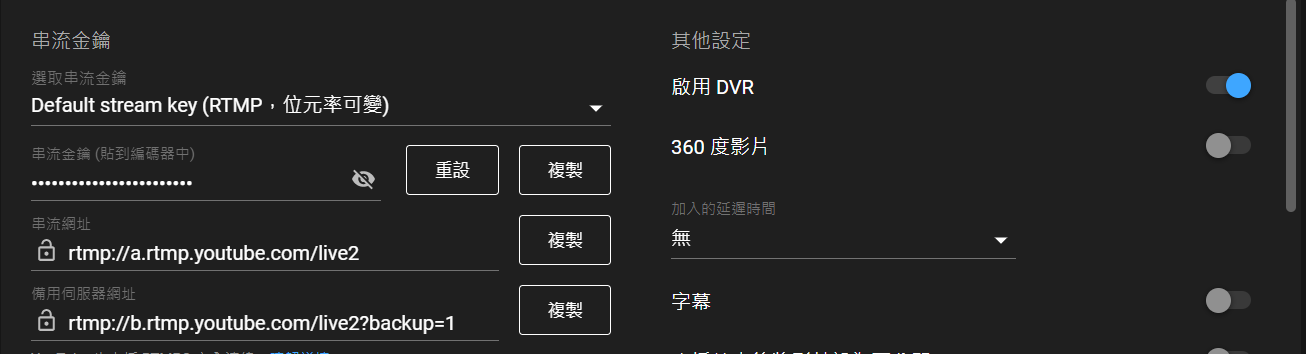 串流金鑰
選取串流金鑰
Default stream key (RTMP，位元率可變)
串流金鑰 (貼到編碼器中)
•••••••••••••••••••••••• 重設 複製
串流網址
rtmp://a.rtmp.youtube.com/live2 複製
備用伺服器網址
rtmp://b.rtmp.youtube.com/live2?backup=1 複製
其他設定
啟用 DVR
360 度影片
加入的延遲時間
無
字幕